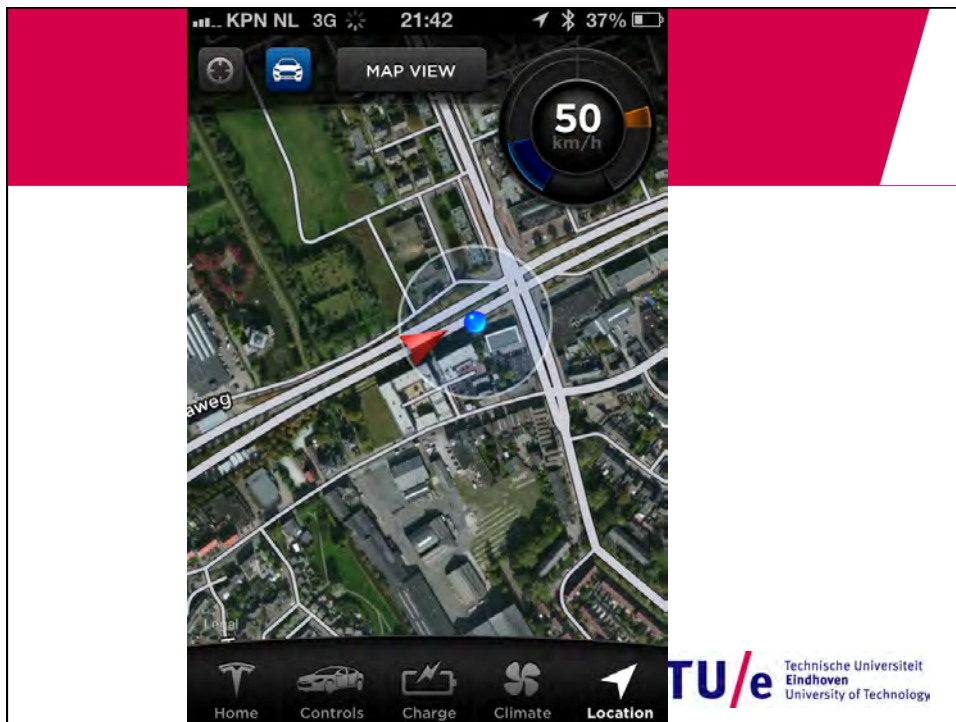 KPN NL 3G 21:42 37%
MAP VIEW
50
km/h
aweg
Legal
Home Controls Charge Climate Location
TU/e Technische Universiteit
Eindhoven
University of Technology